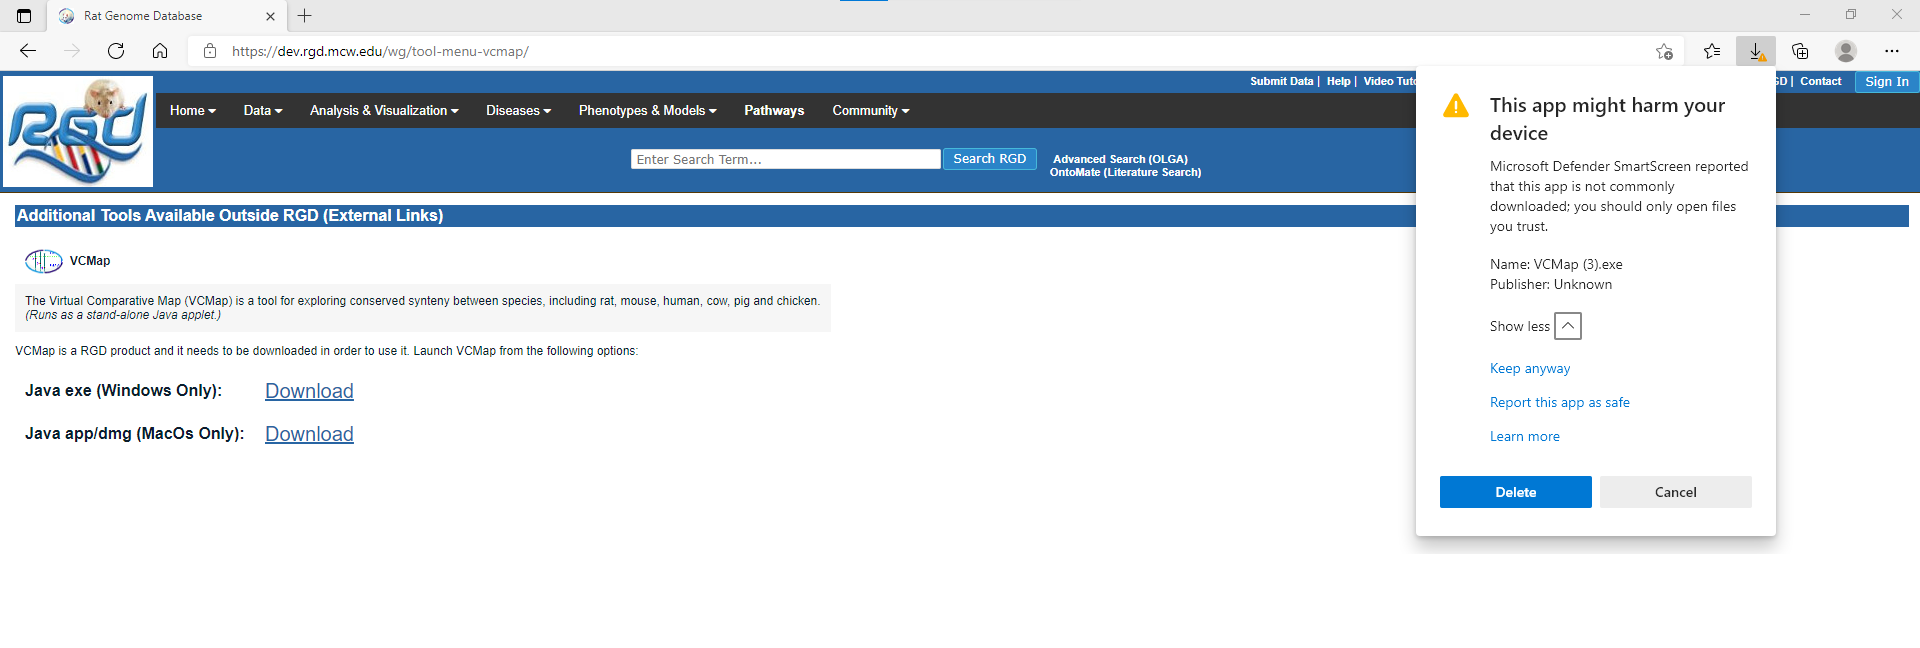 Rat Genome Database
https://dev.rgd.mcw.edu/wg/tool-menu-vcmap/
Submit Data | Help | Video Tuto
GD | Contact
Sign In
RGD
Home Data Analysis & Visualization Diseases Phenotypes & Models Pathways Community
Enter Search Term...
Search RGD
Advanced Search (OLGA)
OntoMate (Literature Search)
Additional Tools Available Outside RGD (External Links)
VCMap
The Virtual Comparative Map (VCMap) is a tool for exploring conserved synteny between species, including rat, mouse, human, cow, pig and chicken.
(Runs as a stand-alone Java applet.)
VCMap is a RGD product and it needs to be downloaded in order to use it. Launch VCMap from the following options:
Java exe (Windows Only): Download
Java app/dmg (MacOs Only): Download
This app might harm your
device
Microsoft Defender SmartScreen reported
that this app is not commonly
downloaded; you should only open files
you trust.
Name: VCMap (3).exe
Publisher: Unknown
Show less
Keep anyway
Report this app as safe
Learn more
Delete
Cancel